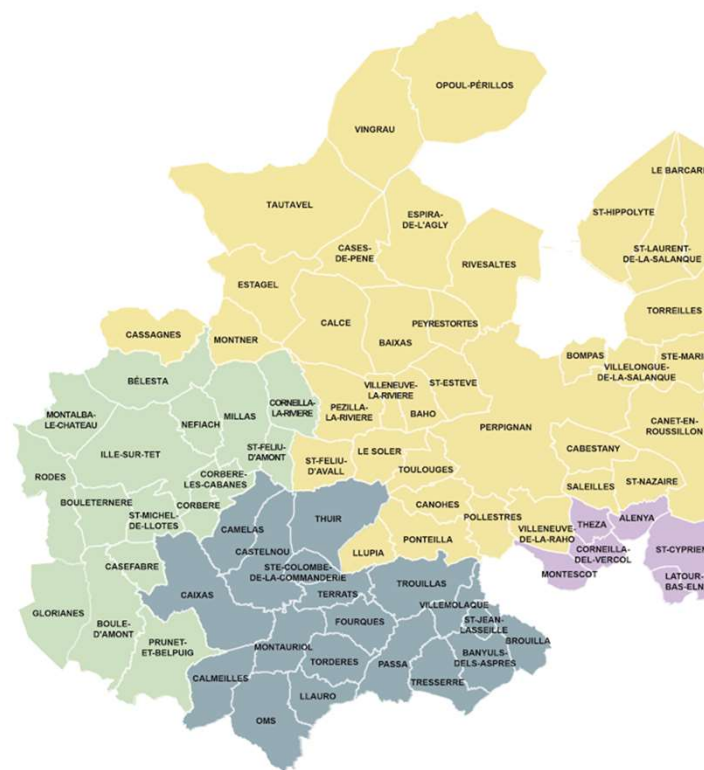 OPOUL-PÉRILLOS
VINGRAU
LE BARCARE
TAUTAVEL
ESPIRA-
DE-L'AGLY
ST-HIPPOLYTE
CASES-
DE-PENE
ST-LAURENT-
DE-LA-SALANQUE
RIVESALTES
ESTAGEL
TORREILLES
CALCE
PEYRESTORTES
CASSAGNES
MONTNER
BAIXAS
BOMPAS
STE-MARIE
VILLELONGUE-
DE-LA-SALANQUE
BÉLESTA
VILLENEUVE-
LA-RIVIERE
ST-ESTEVE
MONTALBA-
LE-CHATEAU
NEFIACH
MILLAS
CORNEILLA-
LA-RIVIERE
PEZILLA-
LA-RIVIERE
BAHO
PERPIGNAN
CANET-EN-
ROUSSILLON
ILLE-SUR-TET
ST-FELIU-
D'AMONT
ST-FELIU-
D'AVALL
LE SOLER
CABESTANY
RODES
CORBERE-
LES-CABANES
TOULOUGES
SALEILLES
ST-NAZAIRE
BOULETERNERE
CORBERE
CANOHES
ST-MICHEL-
DE-LLOTES
THUIR
POLLESTRES
ALENYA
CAMELAS
VILLENEUVE-
DE-LA-RAHO
THEZA
PONTEILLA
CASTELNOU
LLUPIA
CORNEILLA-
DEL-VERCOL
ST-CYPRIEN
CASEFABRE
STE-COLOMBE-
DE-LA-COMMANDERIE
MONTESCOT
LATOUR-
BAS-ELN
TROUILLAS
CAIXAS
TERRATS
VILLEMOLAQUE
GLORIANES
FOURQUES
ST-JEAN-
LASSEILLE
BOULE-
D'AMONT
PRUNET-
ET-BELPUIG
MONTAURIOL
BROUILLA
BANYULS-
DELS-ASPRES
TORDERES
PASSA
CALMEILLES
TRESSERRE
LLAURO
OMS